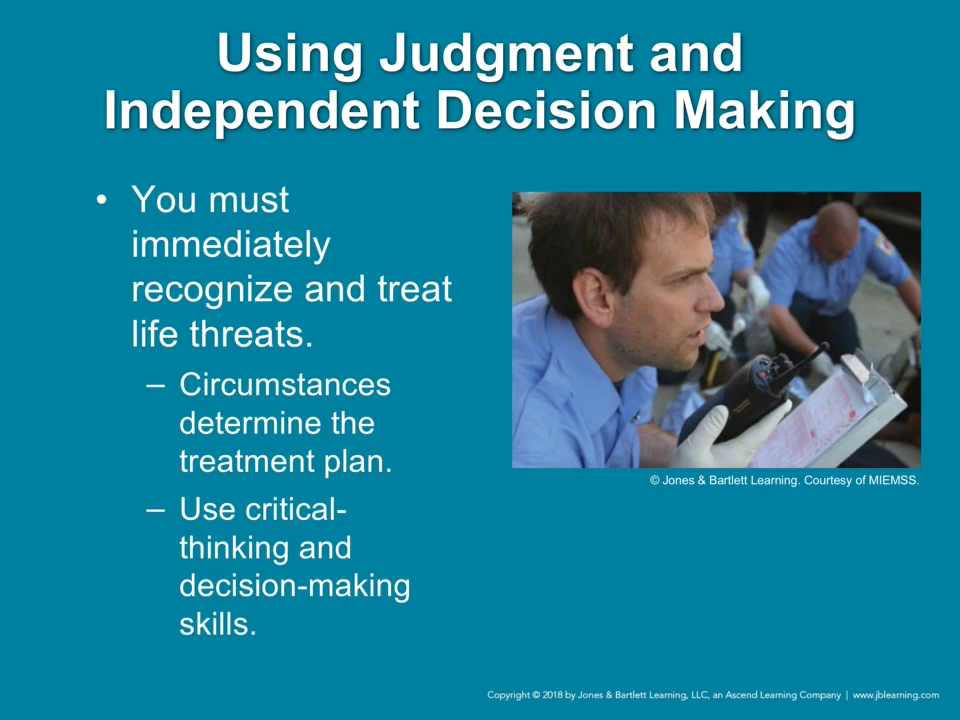 Using Judgment and
Independent Decision Making
• You must
immediately
recognize and treat
life threats.
– Circumstances
determine the
treatment plan.
– Use critical-
thinking and
decision-making
skills.
© Jones & Bartlett Learning. Courtesy of MIEMSS.
Copyright © 2018 by Jones & Bartlett Learning, LLC, an Ascend Learning Company | www.jblearning.com